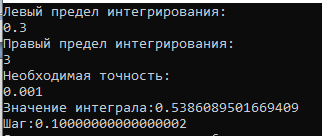 Левый предел интегрирования:
0.3
Правый предел интегрирования:
3
Необходимая точность:
0.001
Значение интеграла:0.5386089501669409
Шаг:0.10000000000000002